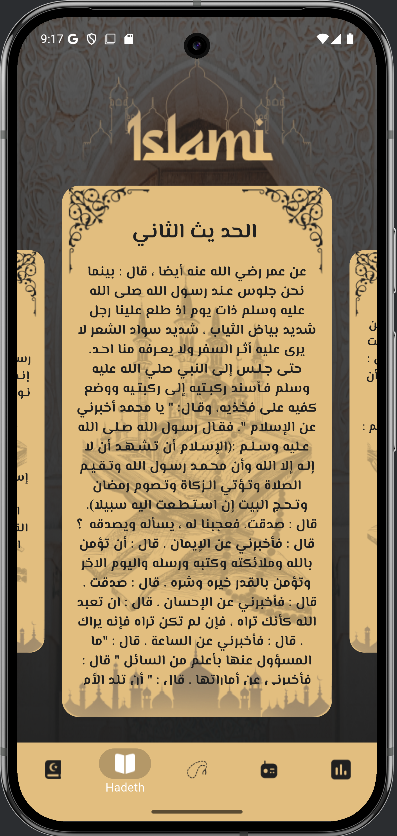 9:17
Islami
الحديث الثاني
عن عمر رضي الله عنه أيضا ، قال : بينما
نحن جلوس عند رسول الله صلى الله
عليه وسلم ذات يوم اذ طلع علينا رجل
شديد بياض الثياب ، شديد سواد الشعر لا
يرى عليه أثر السفر ولا يعرفه منا احد.
حتى جلس إلى النبي صلي الله عليه
وسلم فأسند ركبتيه إلى ركبتيه ووضع
كفيه على فخذيه، وقال: " يا محمد أخبرني
عن الإسلام ". فقال رسول الله صلى الله
عليه وسلم :(الإسلام أن تشهد أن لا
إله إلا الله وأن محمد رسول الله وتقيم
الصلاة وتؤتي الزكاة وتصوم رمضان
وتحج البيت إن استطعت اليه سبيلا).
قال : صدقت. فعجبنا له ، يسأله ويصدقه ؟
قال : فأخبرني عن الإيمان . قال : أن تؤمن
بالله وملائكته وكتبه ورسله واليوم الاخر
وتؤمن بالقدر خيره وشره . قال : صدقت .
قال : فأخبرني عن الإحسان . قال : ان تعبد
الله كأنك تراه ، فإن لم تكن تراه فإنه يراك
. قال : فأخبرني عن الساعة . قال : "ما
المسؤول عنها بأعلم من السائل " قال :
فأخبرني عن أماراتها . قال : " أن تلد الأم
Hadeth